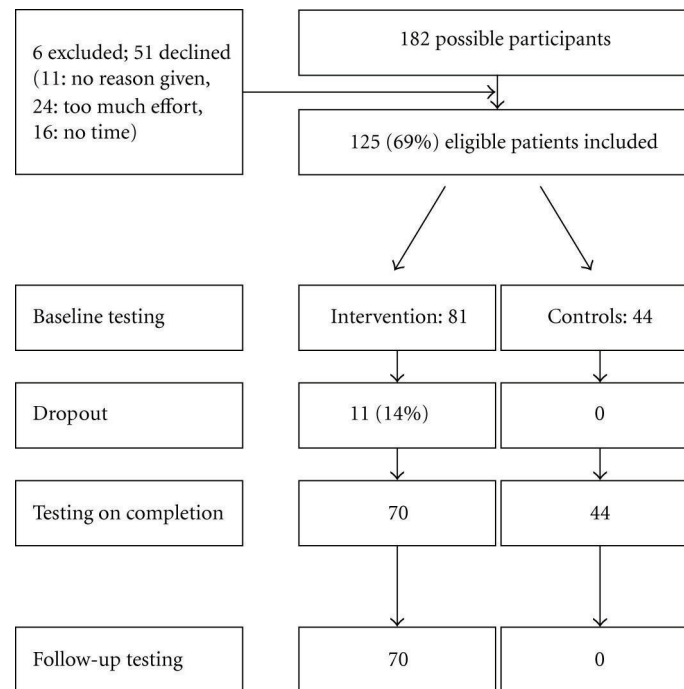 6 excluded; 51 declined
(11: no reason given,
24: too much effort,
16: no time)
182 possible participants
125 (69%) eligible patients included
Baseline testing
Intervention: 81
Controls: 44
Dropout
11 (14%)
0
Testing on completion
70
44
Follow-up testing
70
0